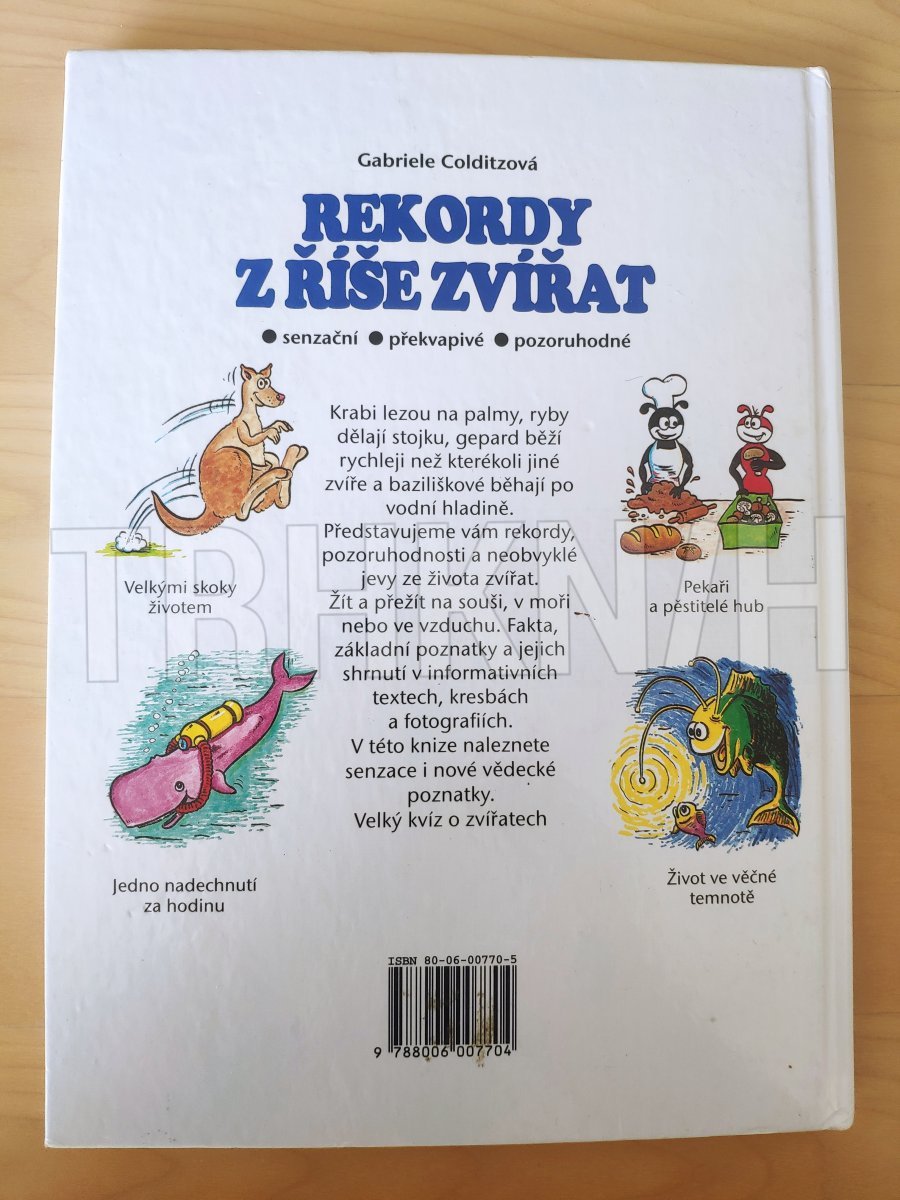 Gabriele Colditzová
REKORDY
Z ŘÍŠE ZVÍŘAT
● senzační ● překvapivé ● pozoruhodné
Krabi lezou na palmy, ryby
dělají stojku, gepard běží
rychleji než kterékoli jiné
zvíře a baziliškové běhají po
vodní hladině.
Představujeme vám rekordy,
pozoruhodnosti a neobvyklé
jevy ze života zvířat.
Žít a přežít na souši, v moři
nebo ve vzduchu. Fakta,
základní poznatky a jejich
shrnutí v informativních
textech, kresbách
a fotografiích.
V této knize naleznete
senzace i nové vědecké
poznatky.
Velký kvíz o zvířatech
Velkými skoky
životem
Pekaři
a pěstitelé hub
Jedno nadechnutí
za hodinu
Život ve věčné
temnotě
ISBN 80-06-00770-5
9 788006 007704